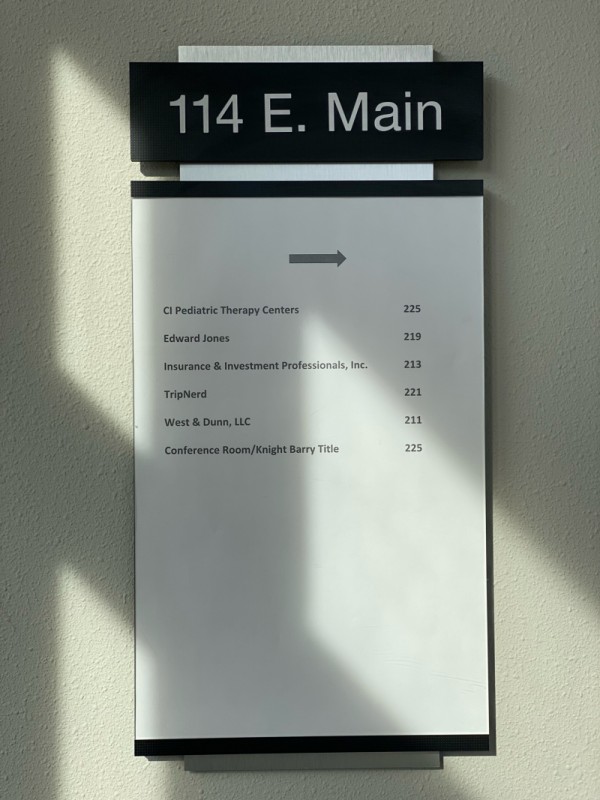 114 E. Main
CI Pediatric Therapy Centers 225
Edward Jones 219
Insurance & Investment Professionals, Inc. 213
TripNerd 221
West & Dunn, LLC 211
Conference Room/Knight Barry Title 225